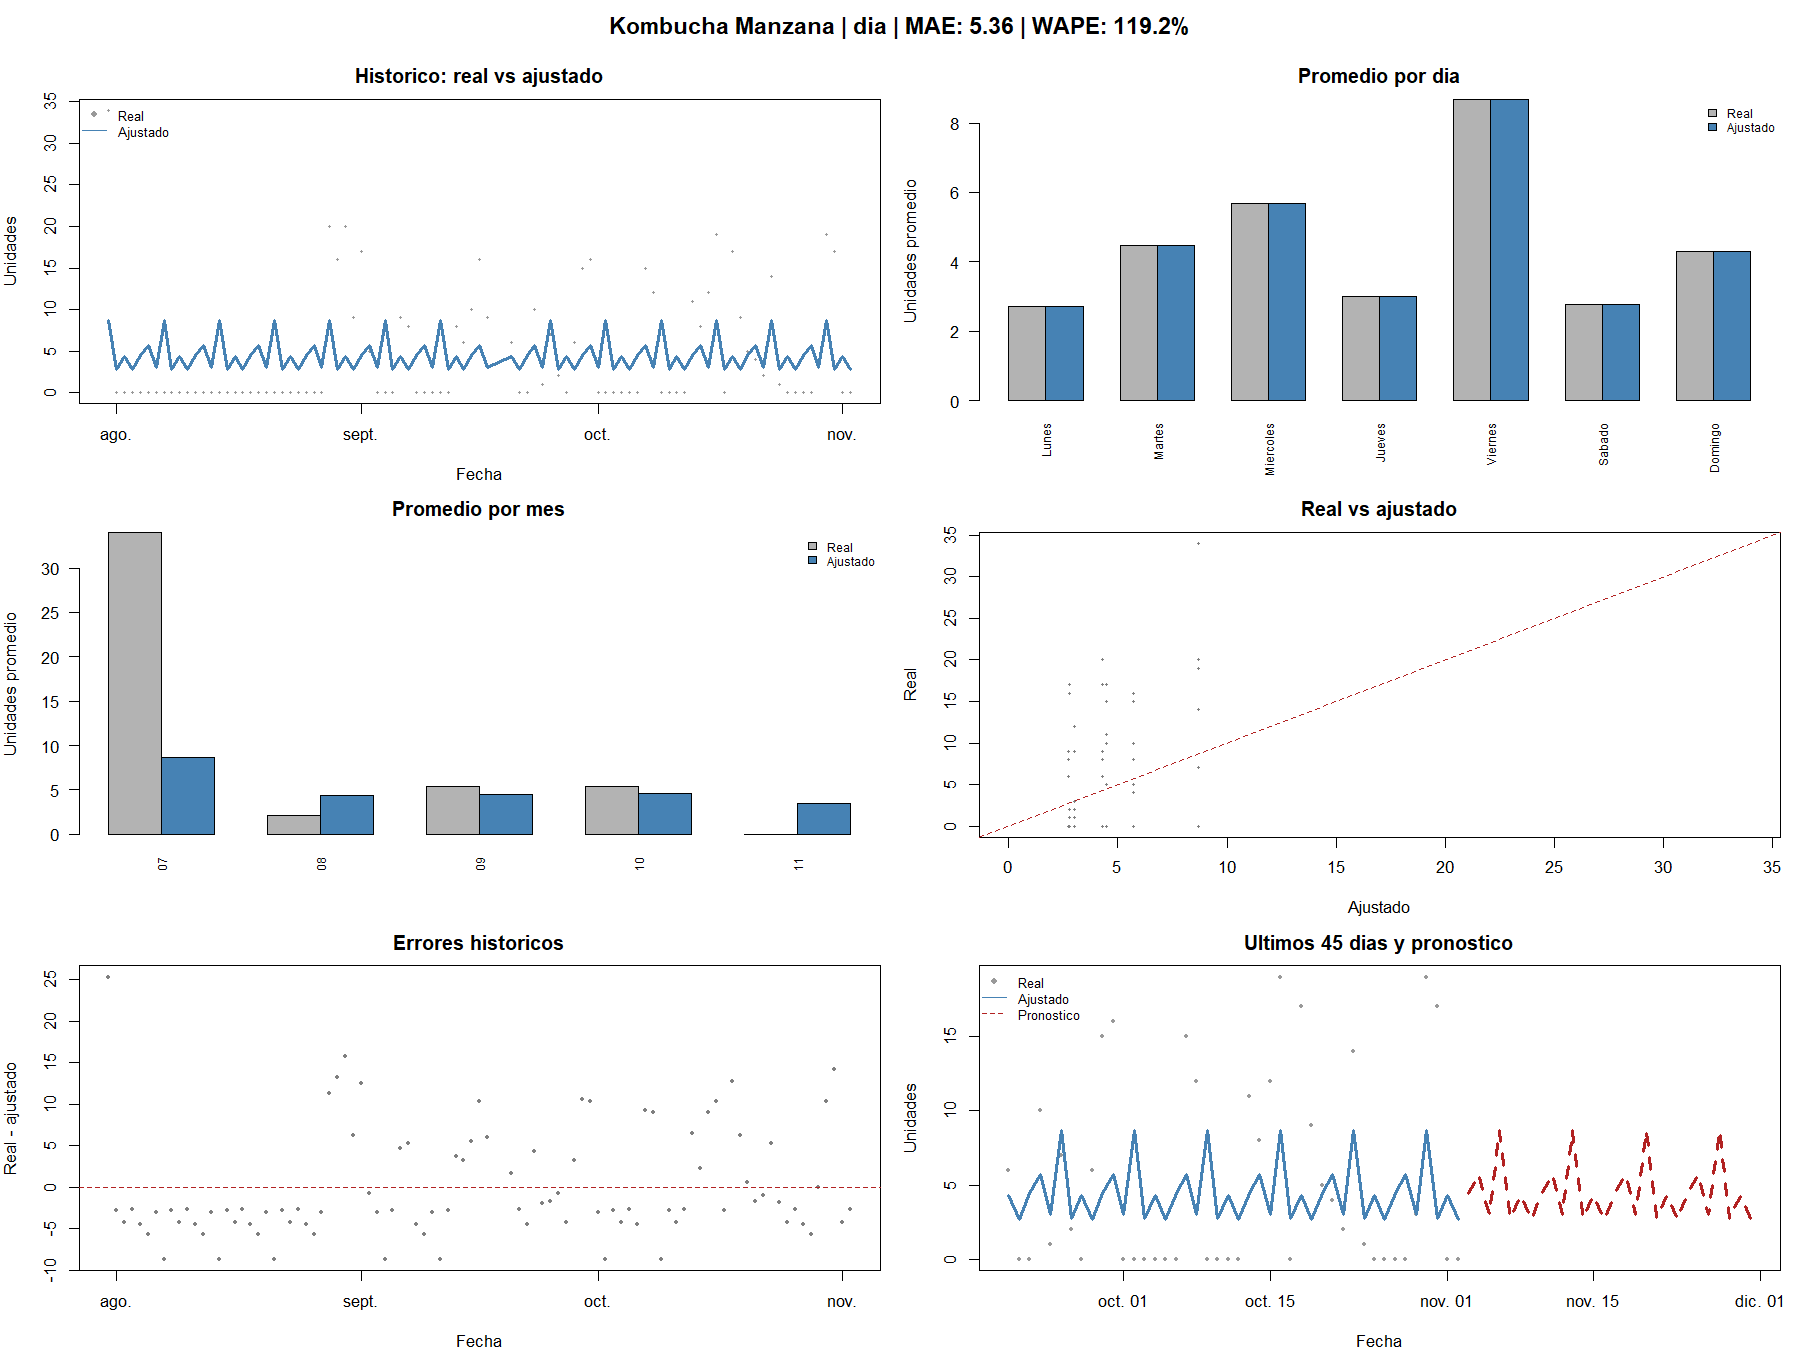 Kombucha Manzana | dia | MAE: 5.36 | WAPE: 119.2%
Historico: real vs ajustado
Real
Ajustado
Unidades
0 5 10 15 20 25 30 35
ago. sept. oct. nov.
Fecha
Promedio por dia
Real
Ajustado
Unidades promedio
0 2 4 6 8
Lunes Martes Miercoles Jueves Viernes Sabado Domingo
Promedio por mes
Real
Ajustado
Unidades promedio
0 5 10 15 20 25 30
07 08 09 10 11
Real vs ajustado
Real
0 5 10 15 20 25 30 35
0 5 10 15 20 25 30 35
Ajustado
Errores historicos
Real - ajustado
-10 -5 0 5 10 15 20 25
ago. sept. oct. nov.
Fecha
Ultimos 45 dias y pronostico
Real
Ajustado
Pronostico
Unidades
0 5 10 15
oct. 01 oct. 15 nov. 01 nov. 15 dic. 01
Fecha